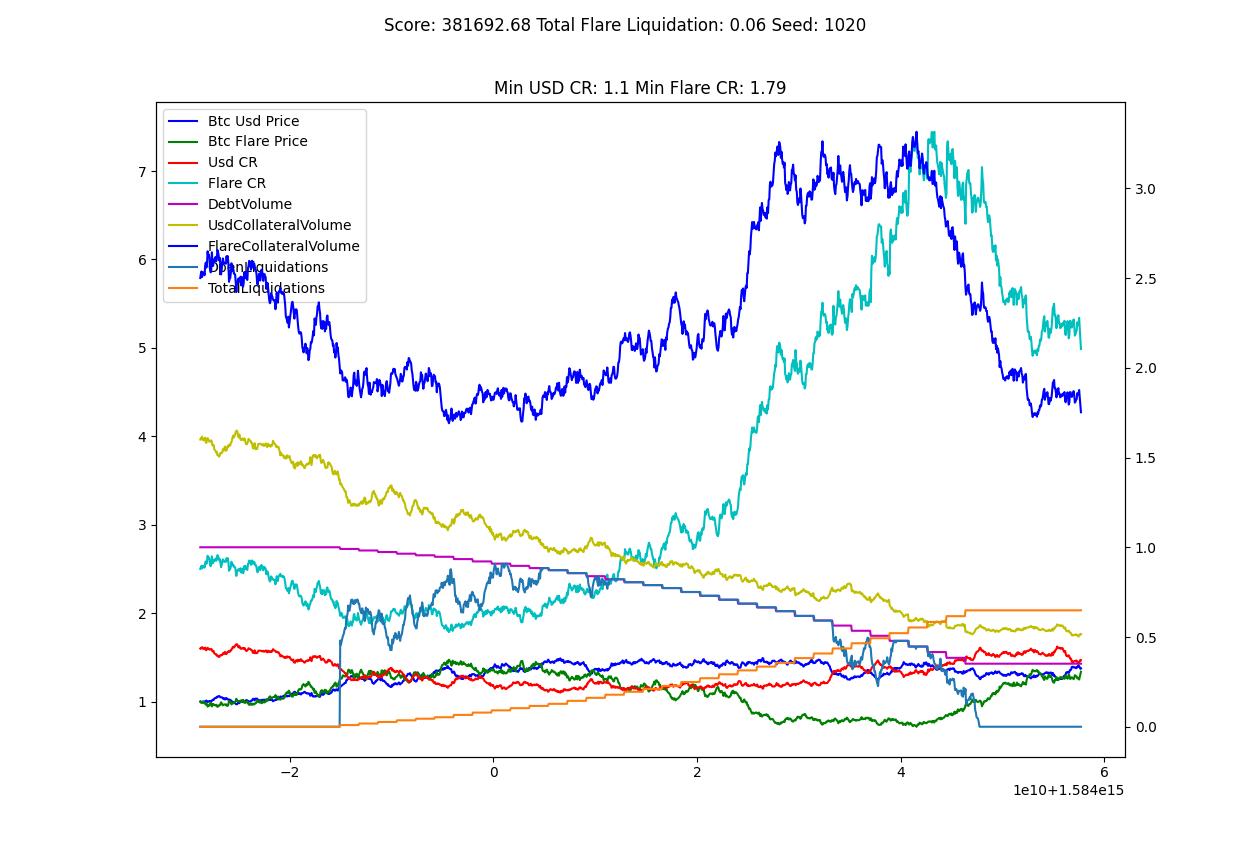 Score: 381692.68 Total Flare Liquidation: 0.06 Seed: 1020
Min USD CR: 1.1 Min Flare CR: 1.79
Btc Usd Price
Btc Flare Price
Usd CR
Flare CR
DebtVolume
UsdCollateralVolume
FlareCollateralVolume
OpenLiquidations
TotalLiquidations
7
6
5
4
3
2
1
3.0
2.5
2.0
1.5
1.0
0.5
0.0
−2
0
2
4
6
1e10+1.584e15